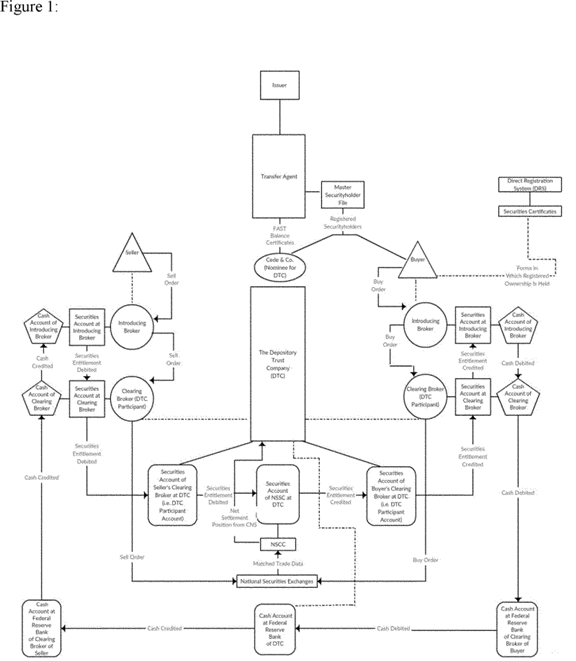 Figure 1:
Issuer
Transfer Agent
Master
Securityholder
File
Direct Registration
System (DRS)
Securities Certificates
FAST
Balance
Certificates
Registered
Securityholders
Seller
Sell
Order
Cede & Co.
(Nominee for
DTC)
Buyer
Buy
Order
Forms in
Which Registered
Ownership Is Held
Cash
Account of
Introducing
Broker
Securities
Account at
Introducing
Broker
Introducing
Broker
Introducing
Broker
Securities
Account at
Introducing
Broker
Cash
Account of
Introducing
Broker
Cash
Credited
Securities
Entitlement
Debited
Sell
Order
The Depository
Trust
Company
(DTC)
Buy
Order
Securities
Entitlement
Credited
Cash Debited
Cash
Account of
Clearing
Broker
Securities
Account at
Clearing
Broker
Clearing
Broker (DTC
Participant)
Clearing
Broker (DTC
Participant)
Securities
Account at
Clearing
Broker
Cash
Account of
Clearing
Broker
Securities
Entitlement
Debited
Securities
Entitlement
Credited
Cash Credited
Securities
Account of
Seller's Clearing
Broker at DTC
(i.e. DTC
Participant
Account)
Securities
Entitlement
Debited
Net
Settlement
Position from CNS
Securities
Account
of NSSC at
DTC
Securities
Entitlement
Credited
Securities
Account of
Buyer's Clearing
Broker at DTC.
(i.e. DTC
Participant
Account)
Cash Debited
NSCC
Sell Order
Matched Trade Data
Buy Order
National Securities Exchanges
Cash
Account at
Federal
Reserve
Bank
of Clearing
Broker of
Seller
Cash Credited
Cash
Account at
Federal
Reserve Bank
of DTC
Cash Debited
Cash
Account at
Federal
Reserve Bank
of Clearing
Broker of
Buyer